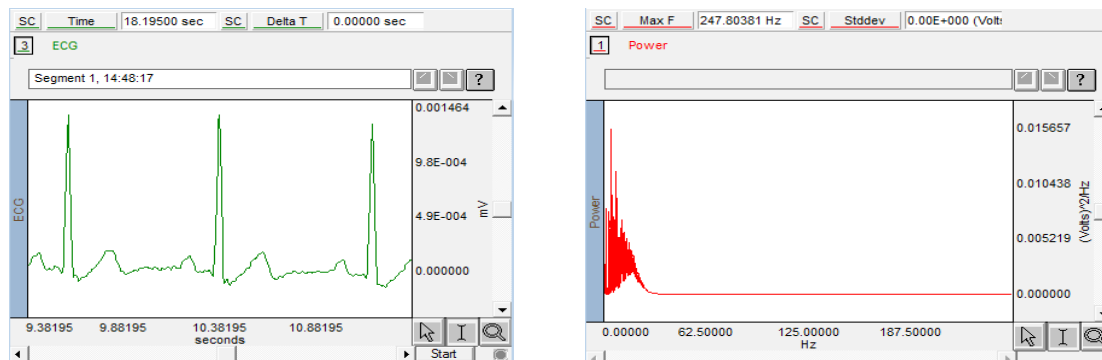 SC Time 18.19500 sec SC Delta T 0.00000 sec
3 ECG
Segment 1, 14:48:17
?
0.001464
9.8E-004
4.9E-004
0.000000
mV
ECG
9.38195 9.88195 10.38195 10.88195
seconds
Start
SC Max F 247.80381 Hz SC Stddev 0.00E+000 (Volts
1 Power
?
0.015657
0.010438
0.005219
0.000000
(Volts)^2/Hz
Power
0.00000 62.50000 125.00000 187.50000
Hz